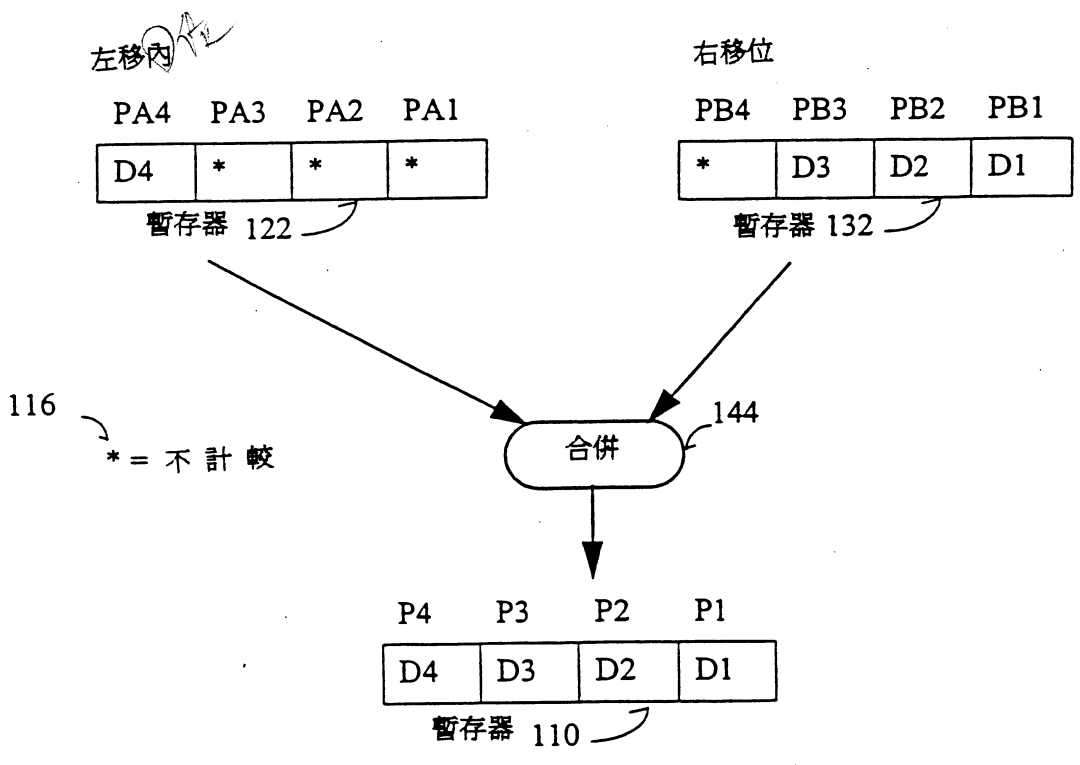 左移內位
右移位
PA4 PA3 PA2 PA1
PB4 PB3 PB2 PB1
D4 * * *
* D3 D2 D1
暫存器 122
暫存器 132
116
* = 不計較
144
合併
P4 P3 P2 P1
D4 D3 D2 D1
暫存器 110